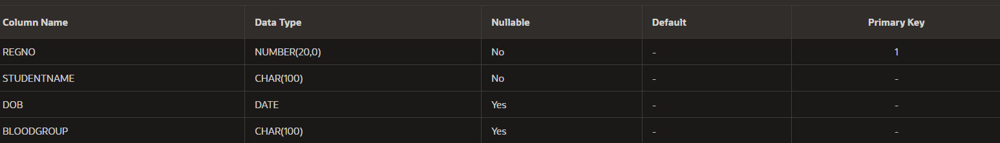 Column Name Data Type Nullable Default Primary Key
REGNO NUMBER(20,0) No - 1
STUDENTNAME CHAR(100) No - -
DOB DATE Yes - -
BLOODGROUP CHAR(100) Yes - -